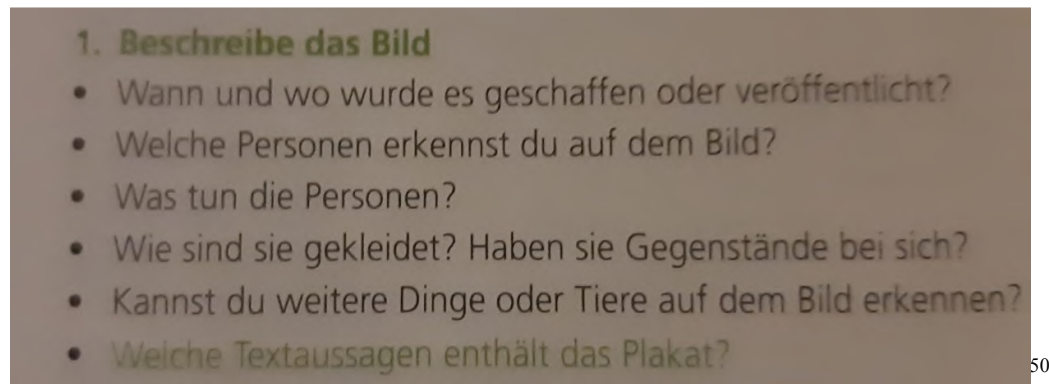 1. Beschreibe das Bild
• Wann und wo wurde es geschaffen oder veröffentlicht?
• Welche Personen erkennst du auf dem Bild?
• Was tun die Personen?
• Wie sind sie gekleidet? Haben sie Gegenstände bei sich?
• Kannst du weitere Dinge oder Tiere auf dem Bild erkennen?
• Welche Textaussagen enthält das Plakat?
50